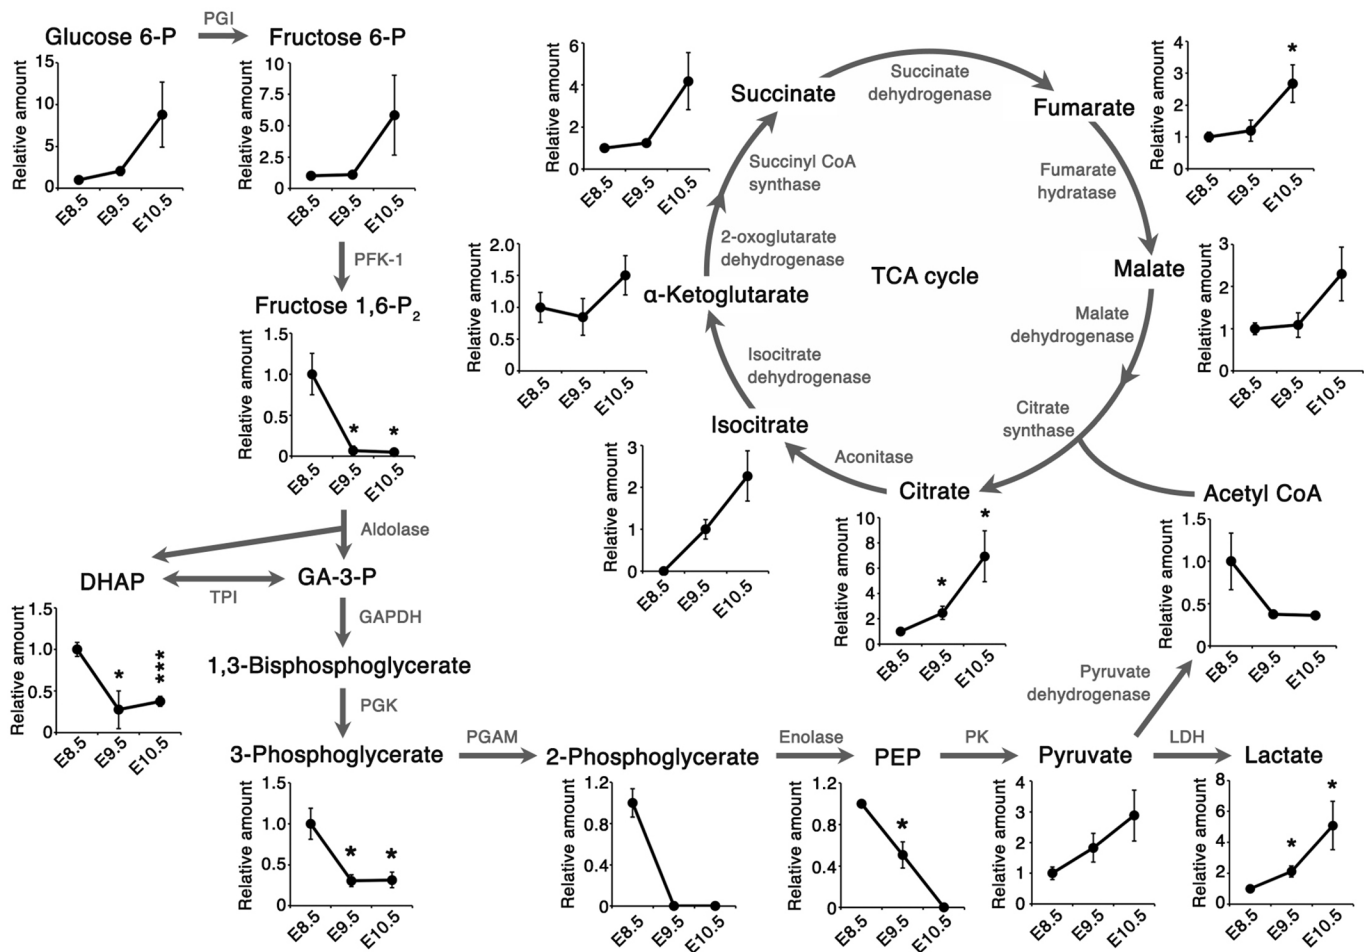 PGI
Glucose 6-P
Fructose 6-P
Relative amount
15
10
5
0
E8.5
E9.5
E10.5
Relative amount
10
7.5
5.0
2.5
0
E8.5
E9.5
E10.5
PFK-1
Fructose 1,6-P2
Relative amount
1.5
1.0
0.5
0
E8.5
E9.5
E10.5
*
*
Aldolase
DHAP
GA-3-P
TPI
Relative amount
1.5
1.0
0.5
0
E8.5
E9.5
E10.5
*
***
GAPDH
1,3-Bisphosphoglycerate
PGK
3-Phosphoglycerate
Relative amount
1.5
1.0
0.5
0
E8.5
E9.5
E10.5
*
*
PGAM
2-Phosphoglycerate
Relative amount
1.2
0.8
0.4
0
E8.5
E9.5
E10.5
Enolase
PEP
Relative amount
1.2
0.8
0.4
0
E8.5
E9.5
E10.5
*
PK
Pyruvate
Relative amount
4
3
2
1
0
E8.5
E9.5
E10.5
LDH
Lactate
Relative amount
8
6
4
2
0
E8.5
E9.5
E10.5
*
*
Pyruvate
dehydrogenase
Acetyl CoA
Relative amount
1.5
1.0
0.5
0
E8.5
E9.5
E10.5
TCA cycle
Citrate
synthase
Citrate
Relative amount
10
8
6
4
2
0
E8.5
E9.5
E10.5
*
*
Aconitase
Isocitrate
Relative amount
3
2
1
0
E8.5
E9.5
E10.5
Isocitrate
dehydrogenase
α-Ketoglutarate
Relative amount
2.0
1.5
1.0
0.5
0
E8.5
E9.5
E10.5
2-oxoglutarate
dehydrogenase
Succinyl CoA
synthase
Succinate
Relative amount
6
4
2
0
E8.5
E9.5
E10.5
Succinate
dehydrogenase
Fumarate
Relative amount
4
3
2
1
0
E8.5
E9.5
E10.5
*
Fumarate
hydratase
Malate
Relative amount
3
2
1
0
E8.5
E9.5
E10.5
Malate
dehydrogenase